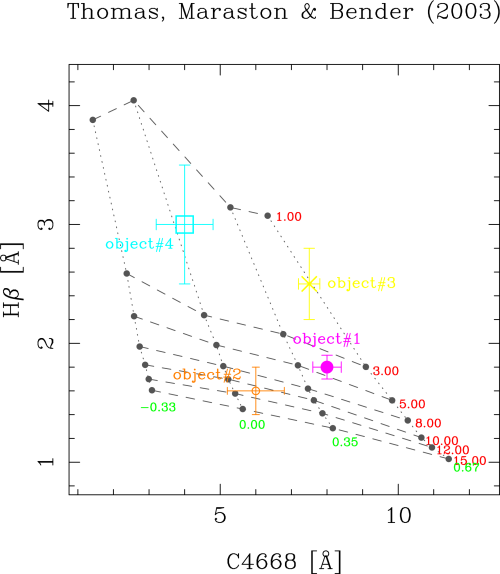 Thomas, Maraston & Bender (2003)
4
1.00
object#4
3
object#3
object#1
2
3.00
object#2
5.00
−0.33
8.00
0.00
10.00
0.35
12.00
15.00
0.67
1
5
10
Hβ [Å]
C4668 [Å]